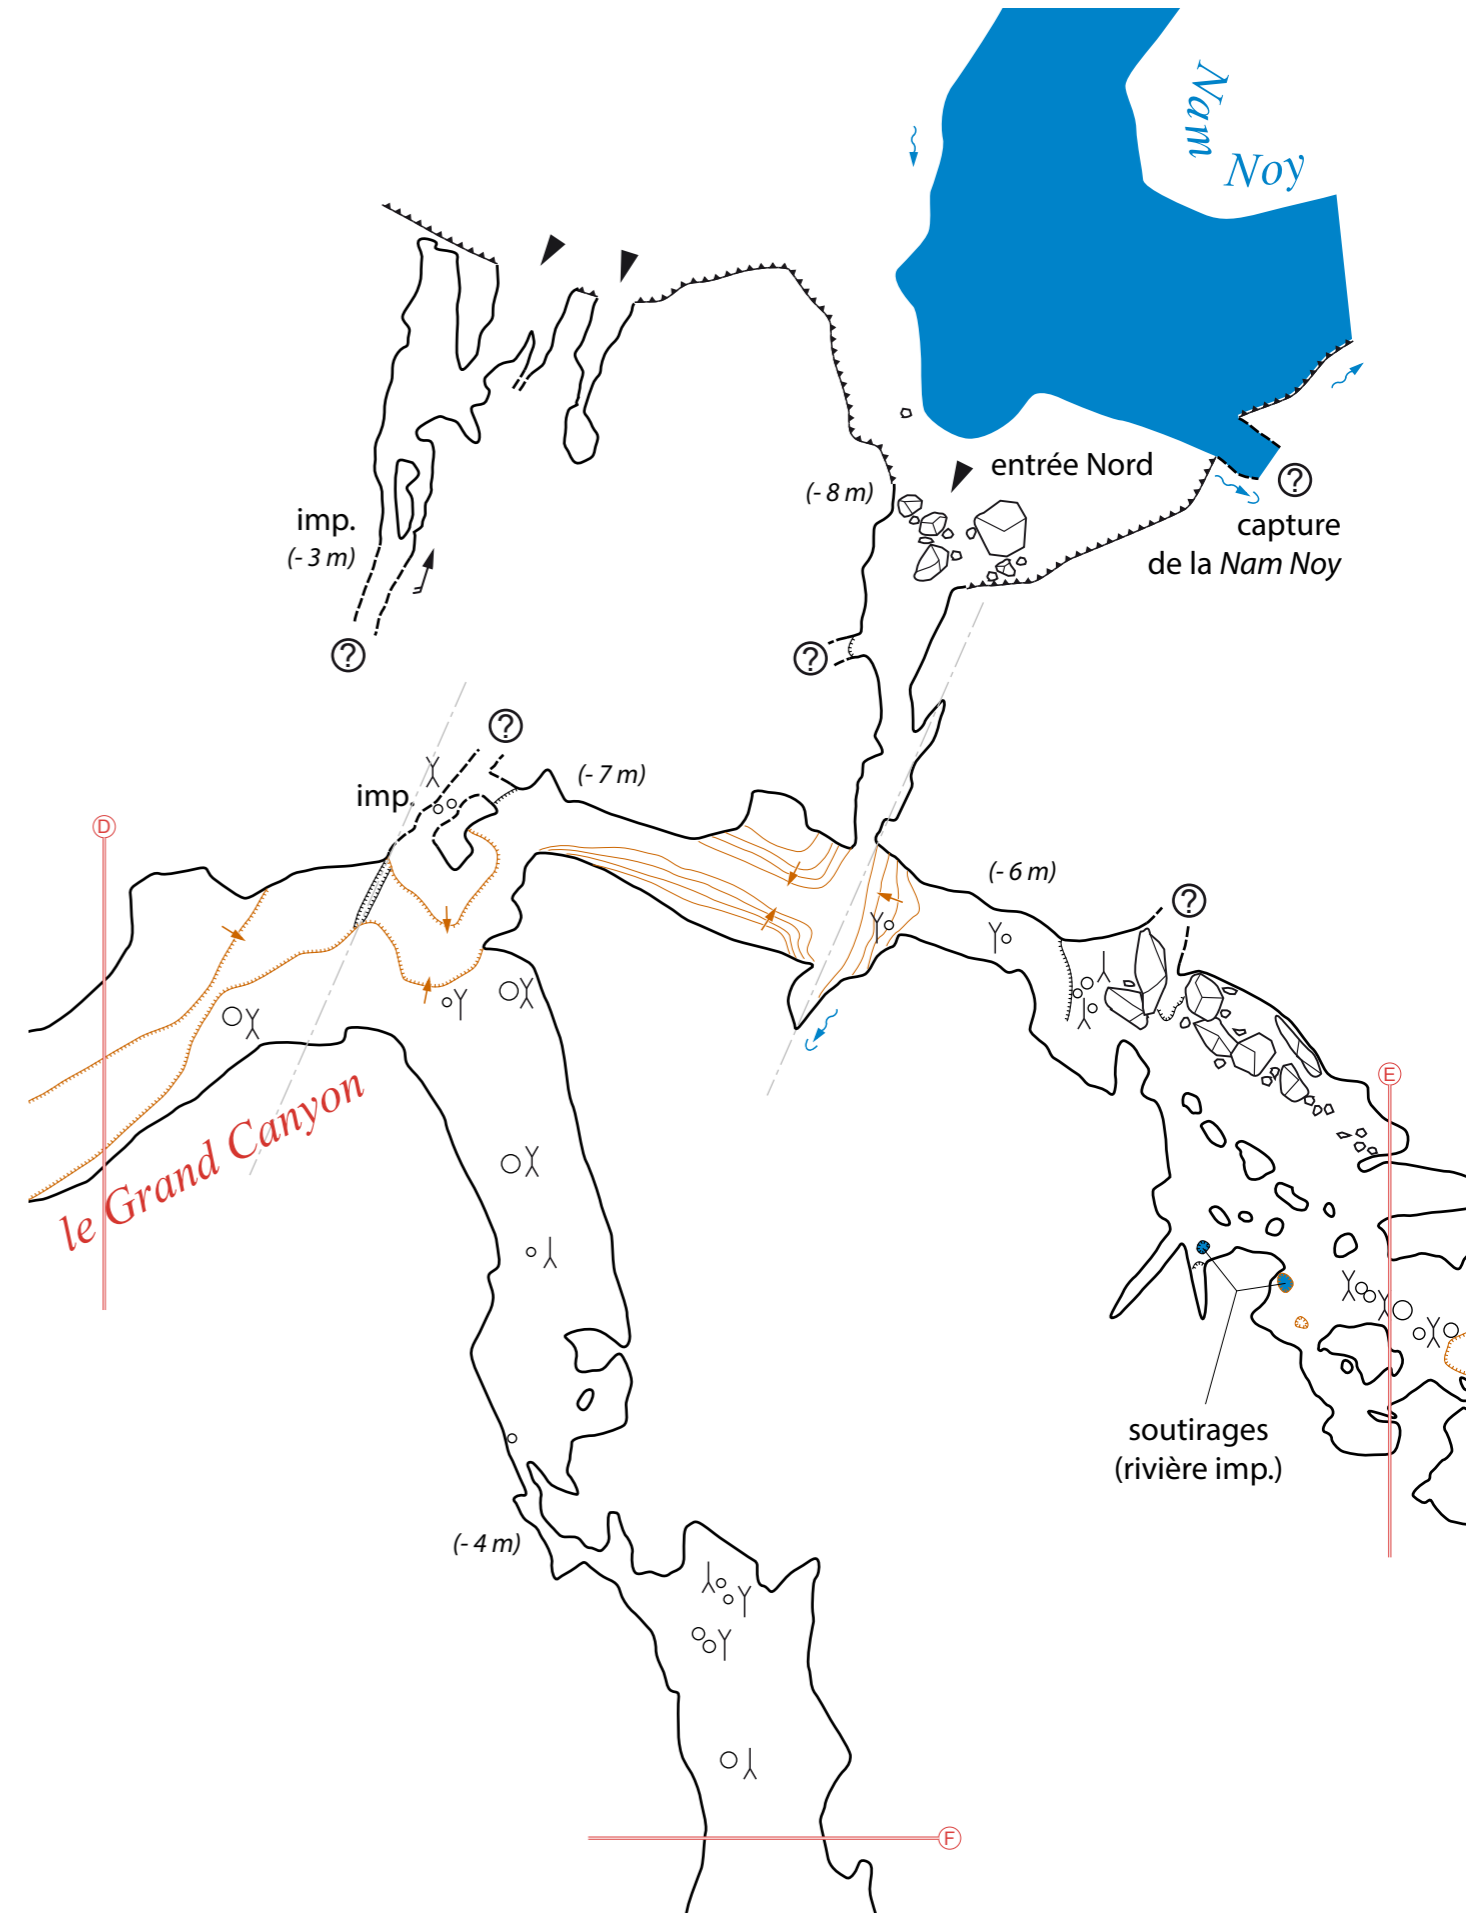 Nam
Noy
entrée Nord
(- 8 m)
?
capture
de la Nam Noy
imp.
(- 3 m)
?
?
?
(- 7 m)
imp.
D
(- 6 m)
?
E
le Grand Canyon
soutirages
(rivière imp.)
(- 4 m)
F